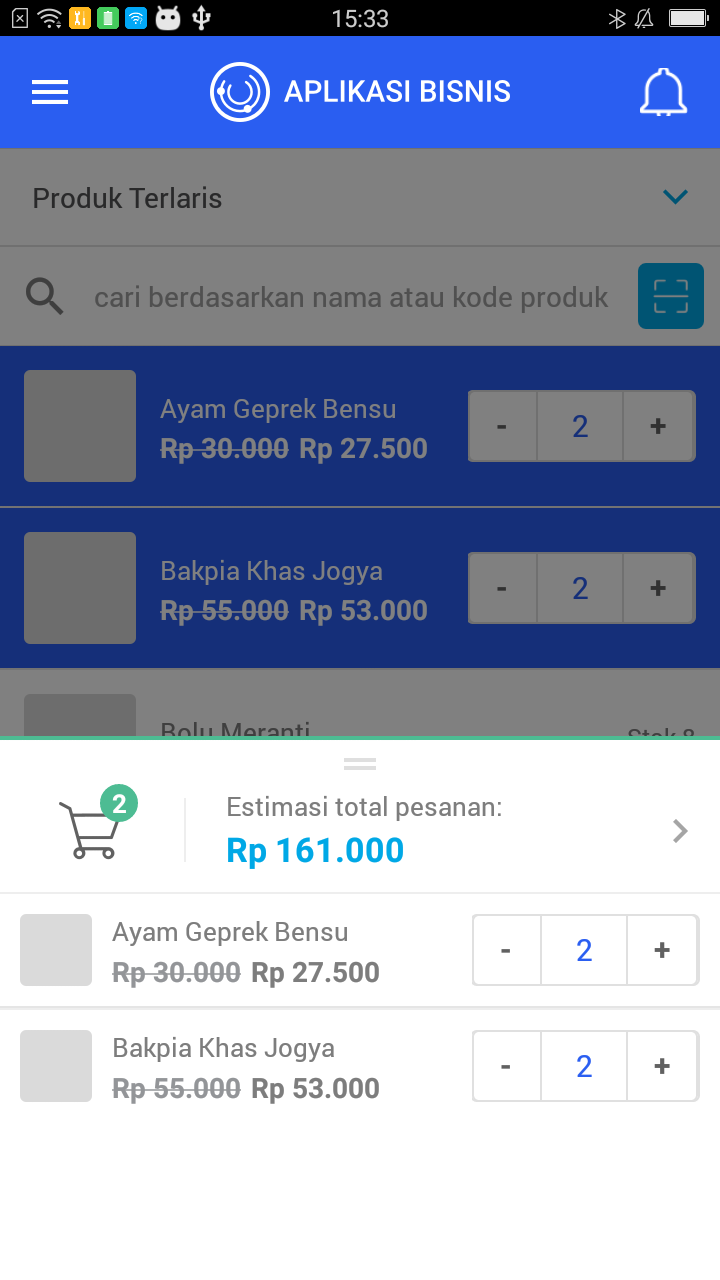 15:33
APLIKASI BISNIS
Produk Terlaris
cari berdasarkan nama atau kode produk
Ayam Geprek Bensu
Rp 30.000 Rp 27.500
- 2 +
Bakpia Khas Jogya
Rp 55.000 Rp 53.000
- 2 +
Bolu Meranti
Stok 8
2
Estimasi total pesanan:
Rp 161.000
Ayam Geprek Bensu
Rp 30.000 Rp 27.500
- 2 +
Bakpia Khas Jogya
Rp 55.000 Rp 53.000
- 2 +